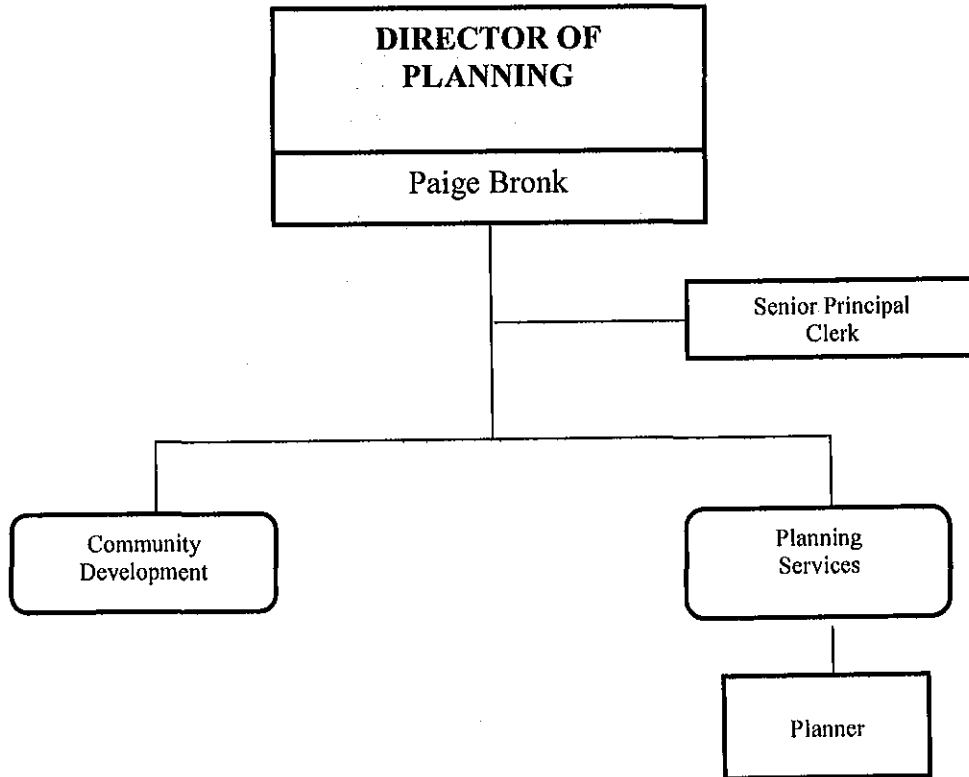 DIRECTOR OF
PLANNING
Paige Bronk
Senior Principal
Clerk
Community
Development
Planning
Services
Planner